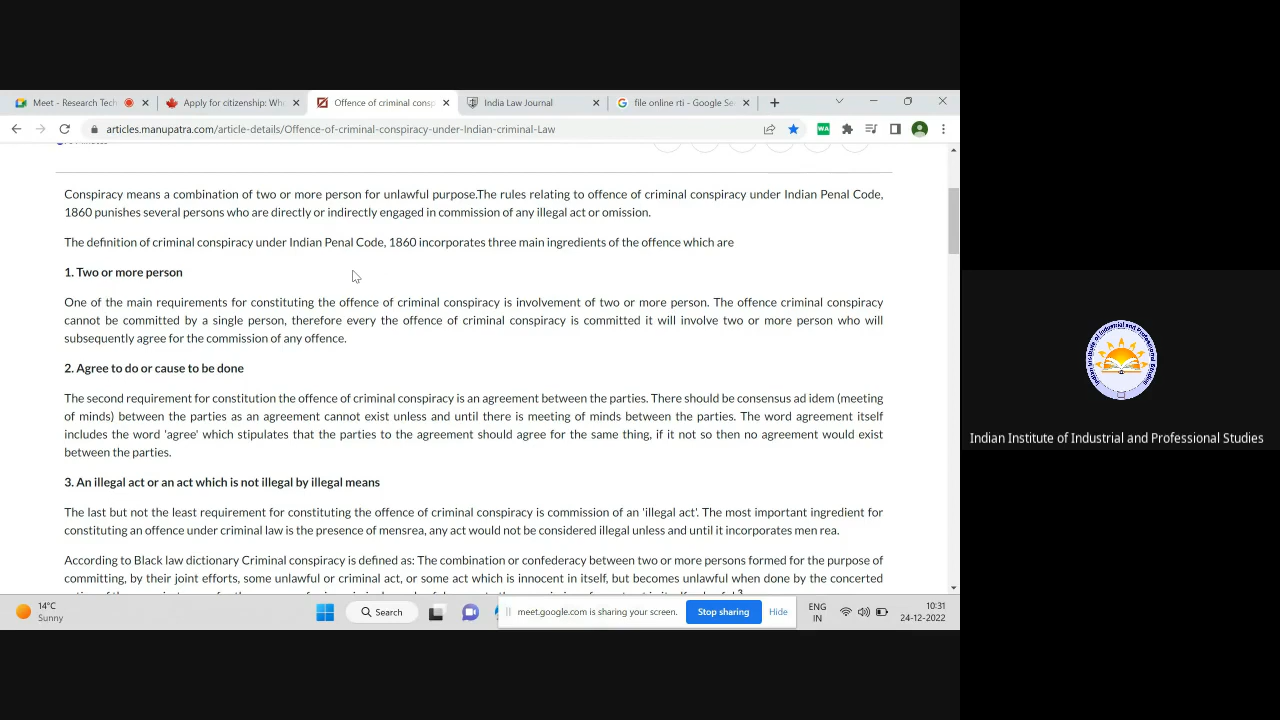 Meet - Research Tech
Apply for citizenship: Wh
Offence of criminal consp
India Law Journal
file online rti - Google Se
articles.manupatra.com/article-details/Offence-of-criminal-conspiracy-under-Indian-criminal-Law
Conspiracy means a combination of two or more person for unlawful purpose.The rules relating to offence of criminal conspiracy under Indian Penal Code,
1860 punishes several persons who are directly or indirectly engaged in commission of any illegal act or omission.
The definition of criminal conspiracy under Indian Penal Code, 1860 incorporates three main ingredients of the offence which are
1. Two or more person
One of the main requirements for constituting the offence of criminal conspiracy is involvement of two or more person. The offence criminal conspiracy
cannot be committed by a single person, therefore every the offence of criminal conspiracy is committed it will involve two or more person who will
subsequently agree for the commission of any offence.
2. Agree to do or cause to be done
The second requirement for constitution the offence of criminal conspiracy is an agreement between the parties. There should be consensus ad idem (meeting
of minds) between the parties as an agreement cannot exist unless and until there is meeting of minds between the parties. The word agreement itself
includes the word 'agree' which stipulates that the parties to the agreement should agree for the same thing, if it not so then no agreement would exist
between the parties.
3. An illegal act or an act which is not illegal by illegal means
The last but not the least requirement for constituting the offence of criminal conspiracy is commission of an 'illegal act'. The most important ingredient for
constituting an offence under criminal law is the presence of mensrea, any act would not be considered illegal unless and until it incorporates men rea.
According to Black law dictionary Criminal conspiracy is defined as: The combination or confederacy between two or more persons formed for the purpose of
committing, by their joint efforts, some unlawful or criminal act, or some act which is innocent in itself, but becomes unlawful when done by the concerted
14°C
Sunny
Search
meet.google.com is sharing your screen.
Stop sharing
Hide
ENG
IN
10:31
24-12-2022
WA
Indian Institute of Industrial and Professional Studies
Indian Institute of Industrial and Professional Studies